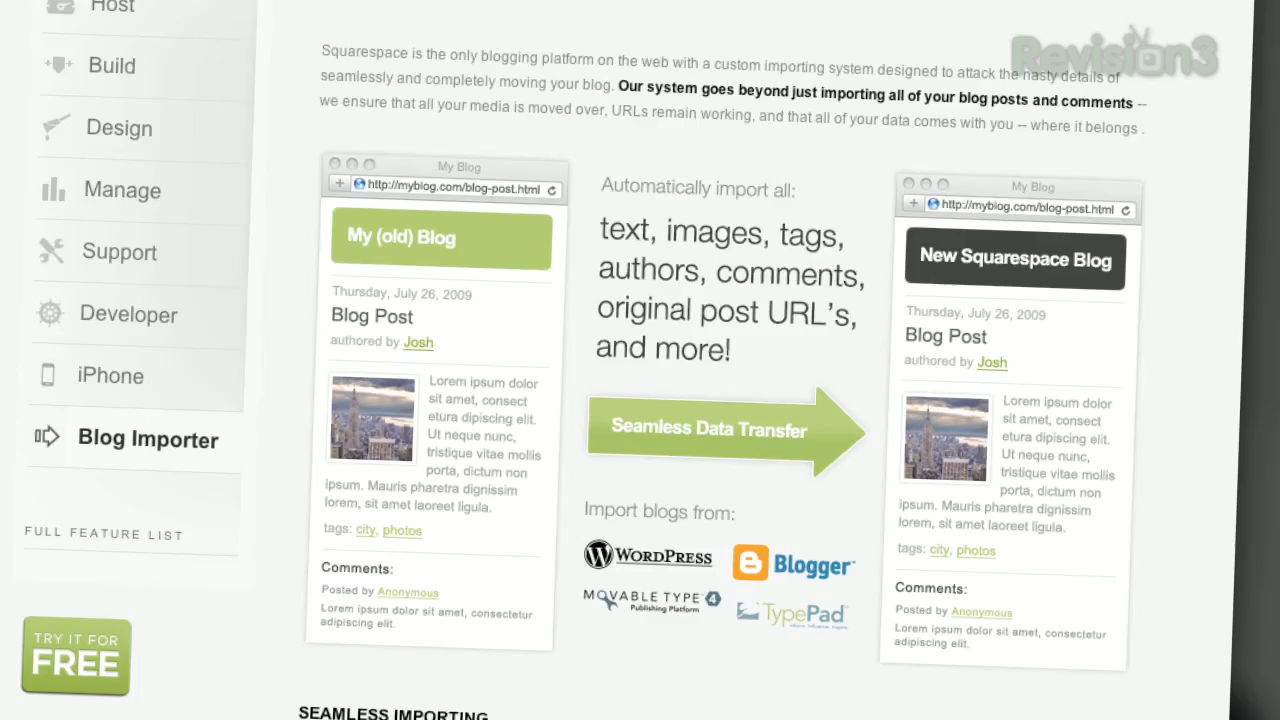 Host
Build
Design
Manage
Support
Developer
iPhone
Blog Importer
FULL FEATURE LIST
TRY IT FOR
FREE
Revision3
Squarespace is the only blogging platform on the web with a custom importing system designed to attack the nasty details of
seamlessly and completely moving your blog. Our system goes beyond just importing all of your blog posts and comments --
we ensure that all your media is moved over, URLs remain working, and that all of your data comes with you -- where it belongs .
My Blog
http://myblog.com/blog-post.html
My (old) Blog
Thursday, July 26, 2009
Blog Post
authored by Josh
Lorem ipsum dolor
sit amet, consect
etura dipiscing elit.
Ut neque nunc,
tristique vitae mollis
porta, dictum non
ipsum. Mauris pharetra dignissim
lorem, sit amet laoreet ligula.
tags: city, photos
Comments:
Posted by Anonymous
Lorem ipsum dolor sit amet, consectetur
adipiscing elit.
Automatically import all:
text, images, tags,
authors, comments,
original post URL's,
and more!
Seamless Data Transfer
Import blogs from:
WORDPRESS
Blogger
MOVABLE TYPE 4
Publishing Platform
TypePad
My Blog
http://myblog.com/blog-post.html
New Squarespace Blog
Thursday, July 26, 2009
Blog Post
authored by Josh
Lorem ipsum dolor
sit amet, consect
etura dipiscing elit.
Ut neque nunc,
tristique vitae mollis
porta, dictum non
ipsum. Mauris pharetra dignissim
lorem, sit amet laoreet ligula.
tags: city, photos
Comments:
Posted by Anonymous
Lorem ipsum dolor sit amet, consectetur
adipiscing elit.
SEAMLESS IMPORTING